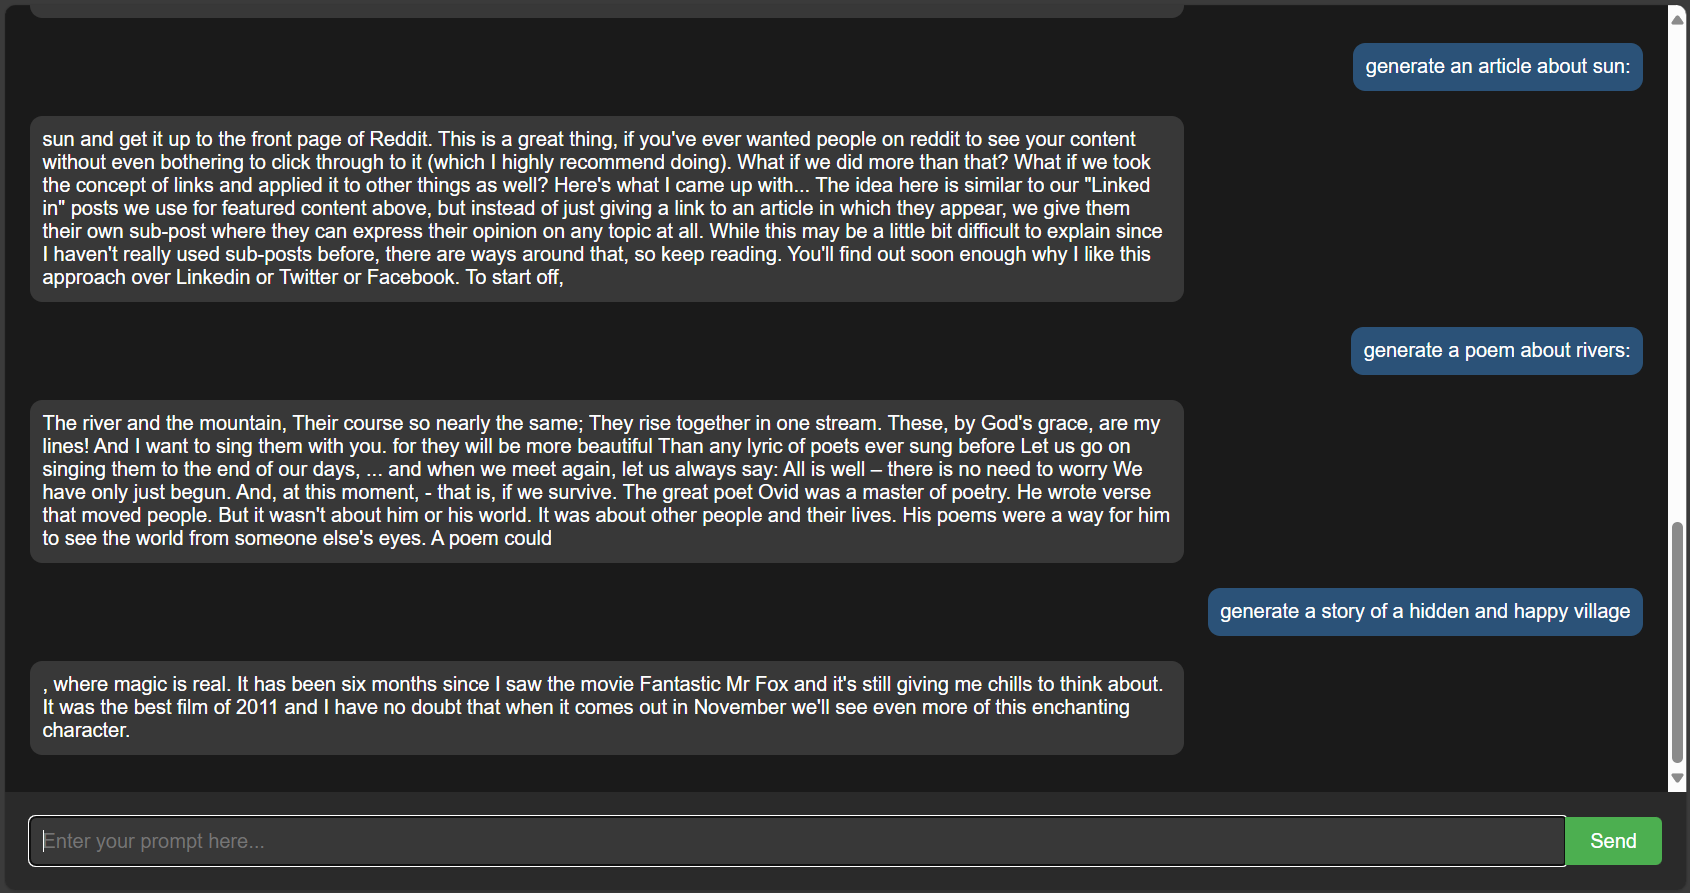 generate an article about sun:
sun and get it up to the front page of Reddit. This is a great thing, if you've ever wanted people on reddit to see your content
without even bothering to click through to it (which I highly recommend doing). What if we did more than that? What if we took
the concept of links and applied it to other things as well? Here's what I came up with... The idea here is similar to our "Linked
in" posts we use for featured content above, but instead of just giving a link to an article in which they appear, we give them
their own sub-post where they can express their opinion on any topic at all. While this may be a little bit difficult to explain since
I haven't really used sub-posts before, there are ways around that, so keep reading. You'll find out soon enough why I like this
approach over Linkedin or Twitter or Facebook. To start off,
generate a poem about rivers:
The river and the mountain, Their course so nearly the same; They rise together in one stream. These, by God's grace, are my
lines! And I want to sing them with you. for they will be more beautiful Than any lyric of poets ever sung before Let us go on
singing them to the end of our days, ... and when we meet again, let us always say: All is well – there is no need to worry We
have only just begun. And, at this moment, - that is, if we survive. The great poet Ovid was a master of poetry. He wrote verse
that moved people. But it wasn't about him or his world. It was about other people and their lives. His poems were a way for him
to see the world from someone else's eyes. A poem could
generate a story of a hidden and happy village
, where magic is real. It has been six months since I saw the movie Fantastic Mr Fox and it's still giving me chills to think about.
It was the best film of 2011 and I have no doubt that when it comes out in November we'll see even more of this enchanting
character.
Enter your prompt here...
Send